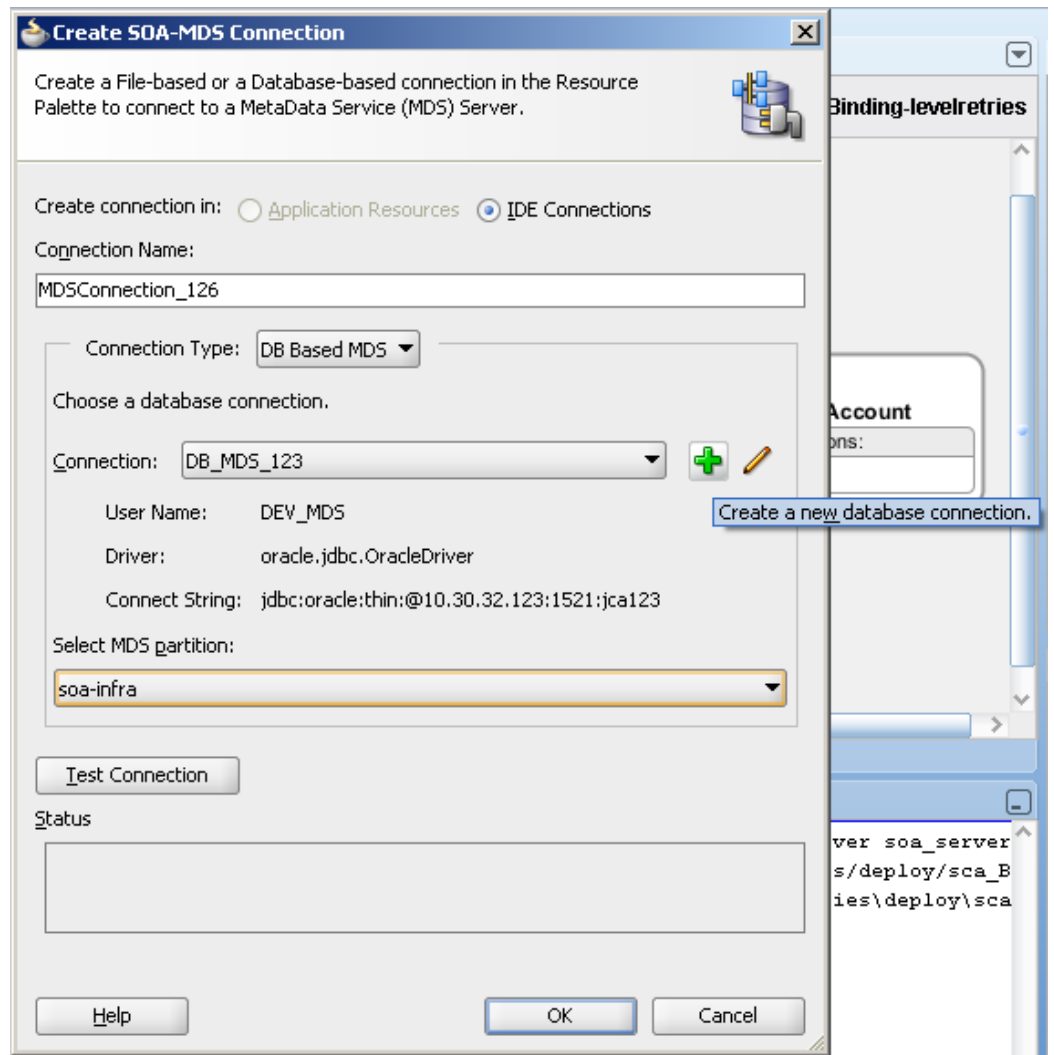 Create SOA-MDS Connection
Create a File-based or a Database-based connection in the Resource
Palette to connect to a MetaData Service (MDS) Server.
Binding-levelretries
Create connection in: Application Resources IDE Connections
Connection Name:
MDSConnection_126
Connection Type: DB Based MDS
Choose a database connection.
Account
ons:
Connection: DB_MDS_123
User Name: DEV_MDS
Create a new database connection.
Driver: oracle.jdbc.OracleDriver
Connect String: jdbc:oracle:thin:@10.30.32.123:1521:jca123
Select MDS partition:
soa-infra
Test Connection
Status
ver soa_server
s/deploy/sca_B
ies\deploy\sca
Help OK Cancel